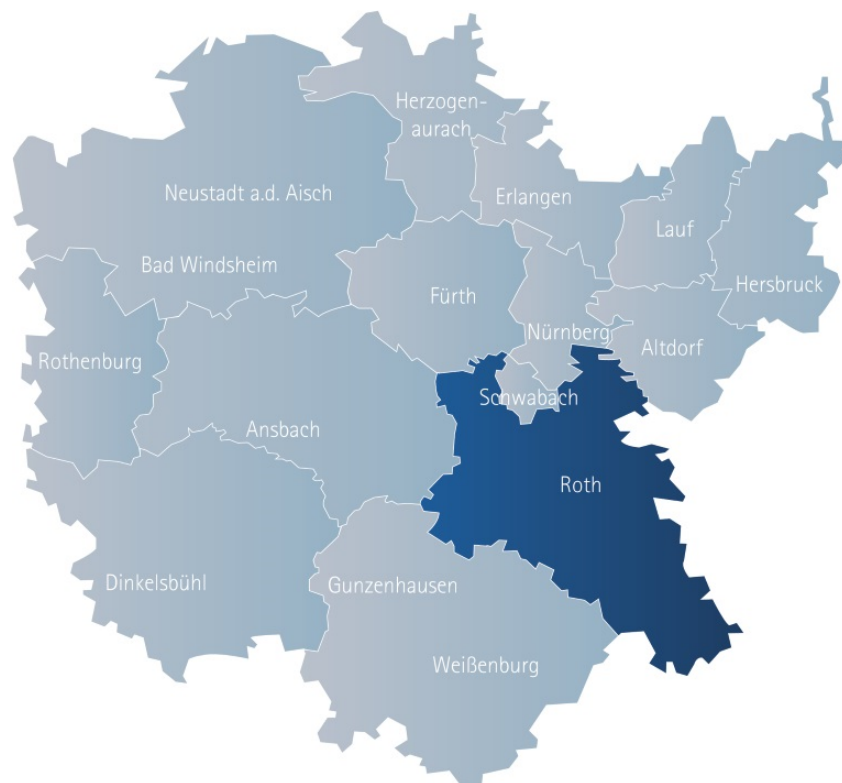 Herzogen-
aurach
Neustadt a.d. Aisch
Erlangen
Lauf
Bad Windsheim
Fürth
Hersbruck
Nürnberg
Altdorf
Rothenburg
Schwabach
Ansbach
Roth
Dinkelsbühl
Gunzenhausen
Weißenburg